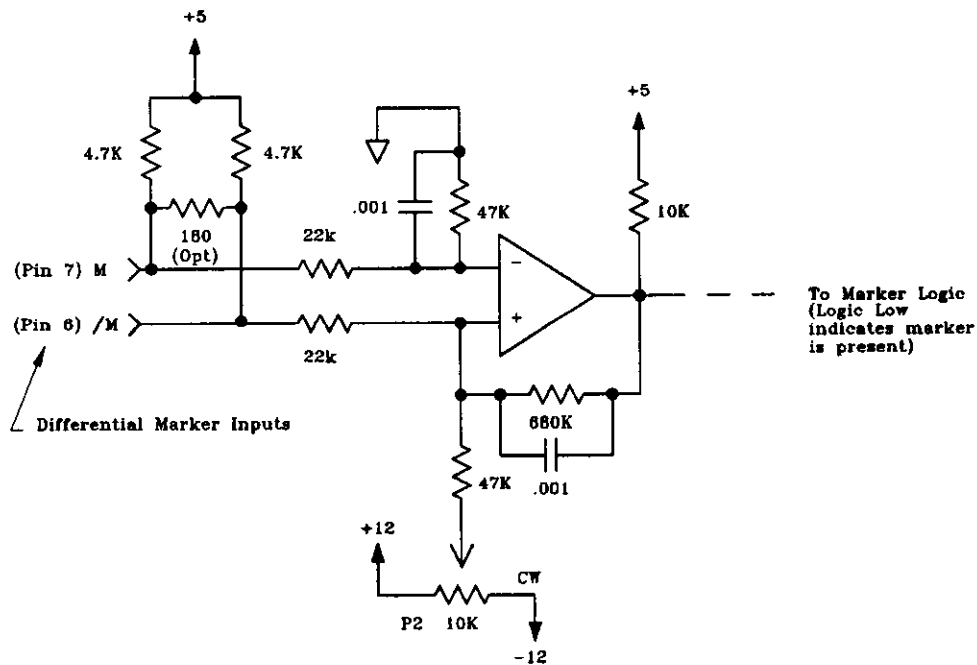 +5
+5
4.7K
4.7K
.001
47K
10K
180
(Opt)
22k
(Pin 7) M
−
(Pin 6) /M
+
22k
To Marker Logic
(Logic Low
indicates marker
is present)
Differential Marker Inputs
680K
.001
47K
+12
CW
P2
10K
-12